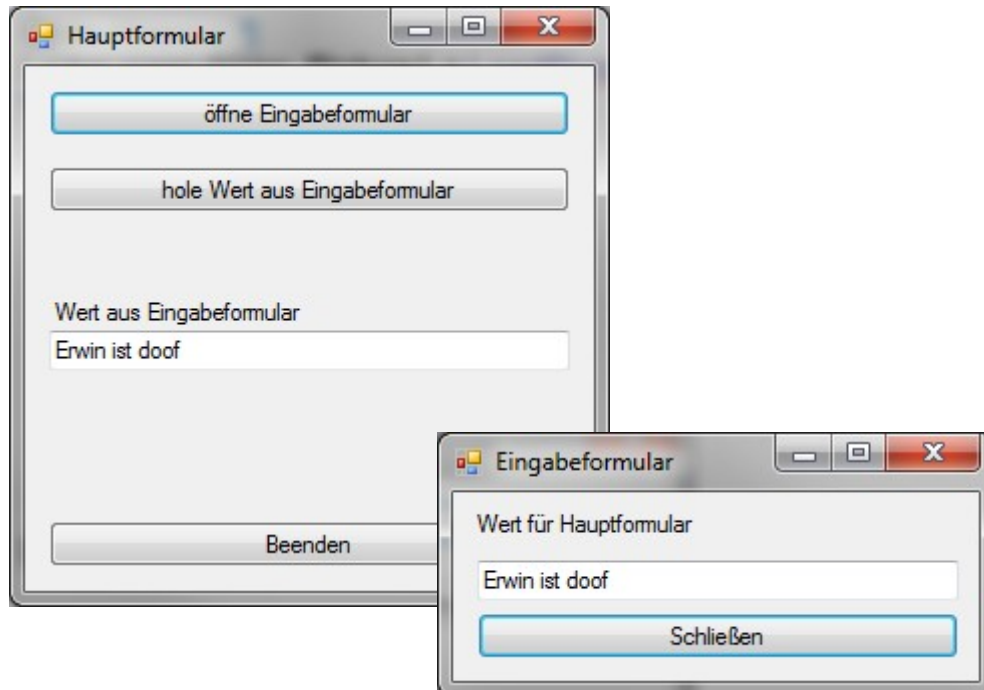 Hauptformular
öffne Eingabeformular
hole Wert aus Eingabeformular
Wert aus Eingabeformular
Erwin ist doof
Beenden
Eingabeformular
Wert für Hauptformular
Erwin ist doof
Schließen